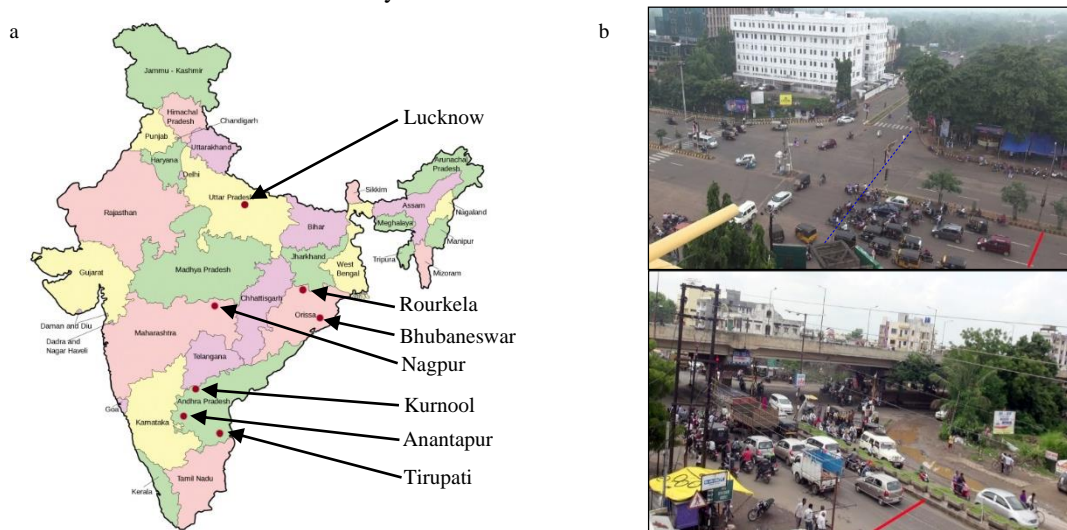 a
b
Jammu - Kashmir
Himachal
Pradesh
Punjab
Chandigarh
Uttarakhand
Haryana
Delhi
Lucknow
Uttar Pradesh
Rajasthan
Sikkim
Arunachal
Pradesh
Assam
Nagaland
Meghalaya
Manipur
Bihar
Tripura
Mizoram
Jharkhand
West
Bengal
Gujarat
Madhya Pradesh
Chhattisgarh
Rourkela
Orissa
Bhubaneswar
Daman and Diu
Dadra and
Nagar Haveli
Maharashtra
Nagpur
Telangana
Kurnool
Goa
Andhra Pradesh
Karnataka
Anantapur
Tirupati
Kerala
Tamil Nadu